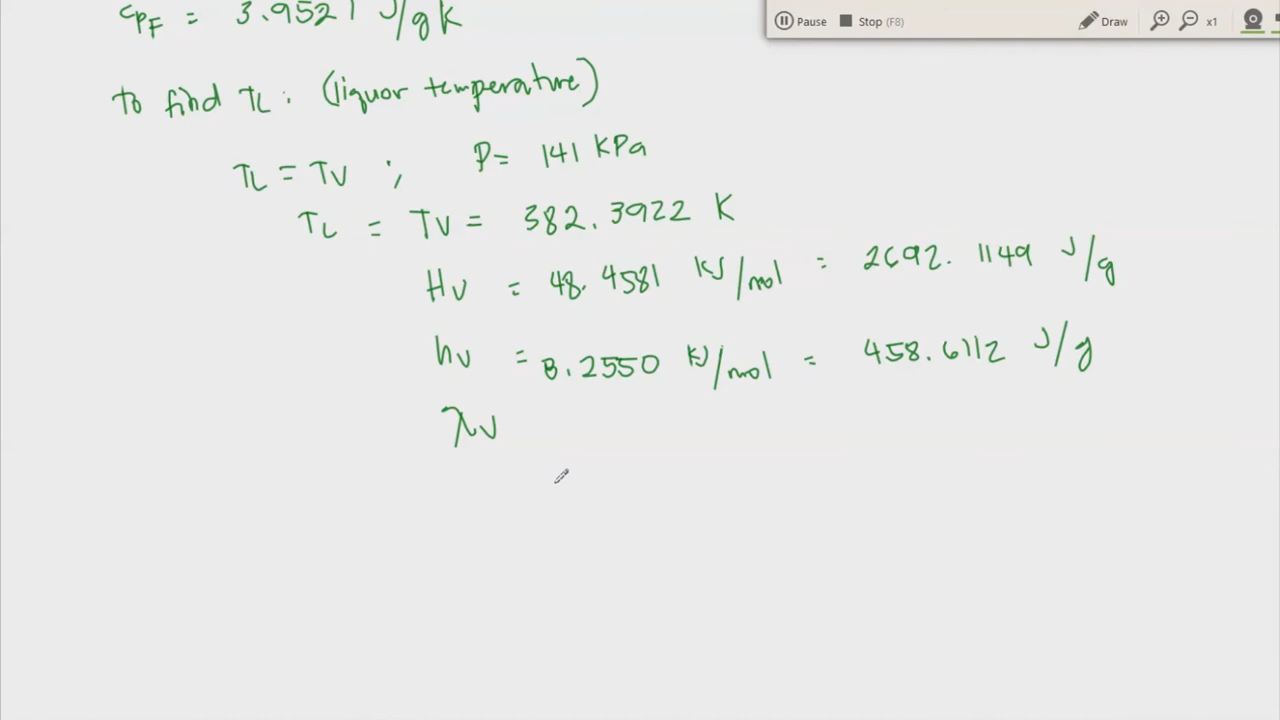 Pause Stop (F8) Draw x1
CPF = 3.9521 J/gK
to find TL: (liquor temperature)
TL = TV ; P= 141 KPa
TL = TV = 382.3922 K
HV = 48.4581 KJ/mol = 2692.1149 J/g
hv = 8.2550 KJ/mol = 458.6112 J/g
λV